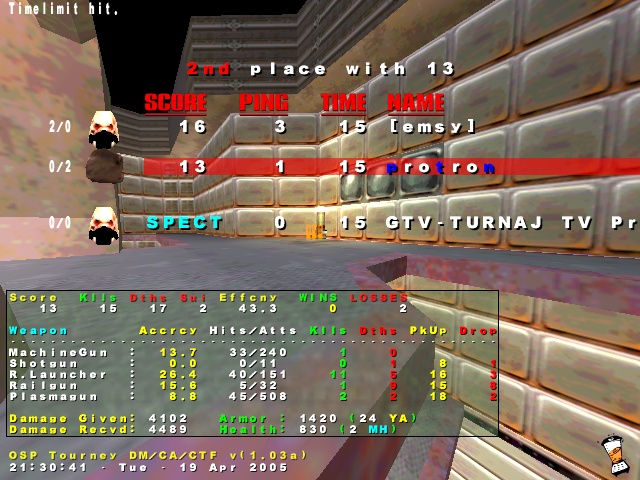 Timelimit hit.
2nd place with 13
SCORE PING TIME NAME
2/0 16 3 15 [emsy]
0/2 13 1 15 protron
0/0 SPECT 0 15 GTV-TURNAJ TV Pr
Score Klls Dths Sui Effcny WINS LOSSES
13 15 17 2 43.3 0 2
Weapon Accrcy Hits/Atts Klls Dths PkUp Drop
MachineGun : 13.7 33/240 1 0
Shotgun : 0.0 0/11 0 1 8 1
R.Launcher : 26.4 40/151 11 5 16 3
Railgun : 15.6 5/32 1 9 15 8
Plasmagun : 8.8 45/508 2 2 18 2
Damage Given: 4102 Armor : 1420 (24 YA)
Damage Recvd: 4489 Health: 830 (2 MH)
OSP Tourney DM/CA/CTF v(1.03a)
21:30:41 - Tue - 19 Apr 2005